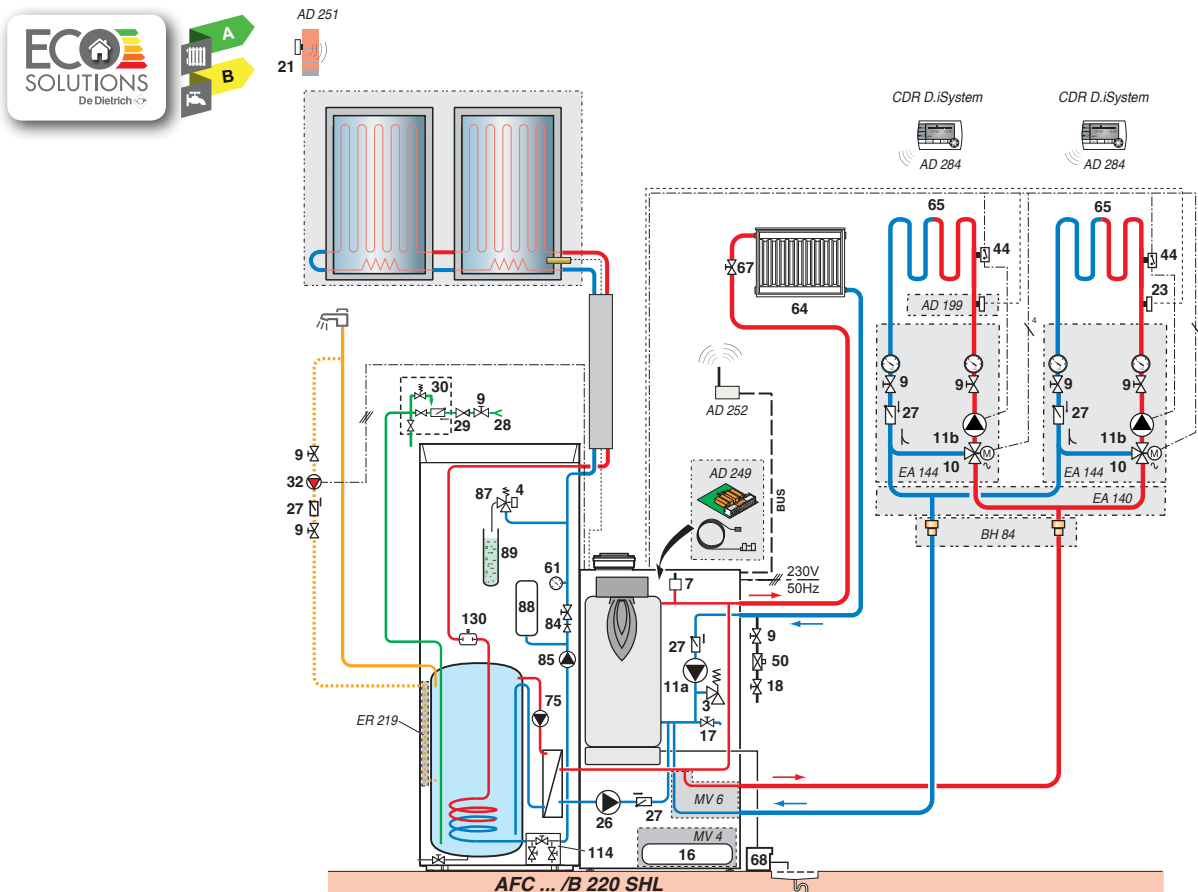 AD 251
21
A
B
ECO
SOLUTIONS
De Dietrich
CDR D.iSystem
CDR D.iSystem
AD 284
AD 284
65
65
44
44
67
64
AD 199
23
4
30
9
29
28
AD 252
9
9
9
9
27
27
11b
11b
10
10
M
M
EA 144
EA 144
EA 140
BH 84
9
32
27
9
87
4
89
AD 249
BUS
61
7
230V
50Hz
88
84
130
85
27
9
50
11a
18
3
17
75
ER 219
MV 6
26
27
MV 4
16
114
68
AFC ... /B 220 SHL